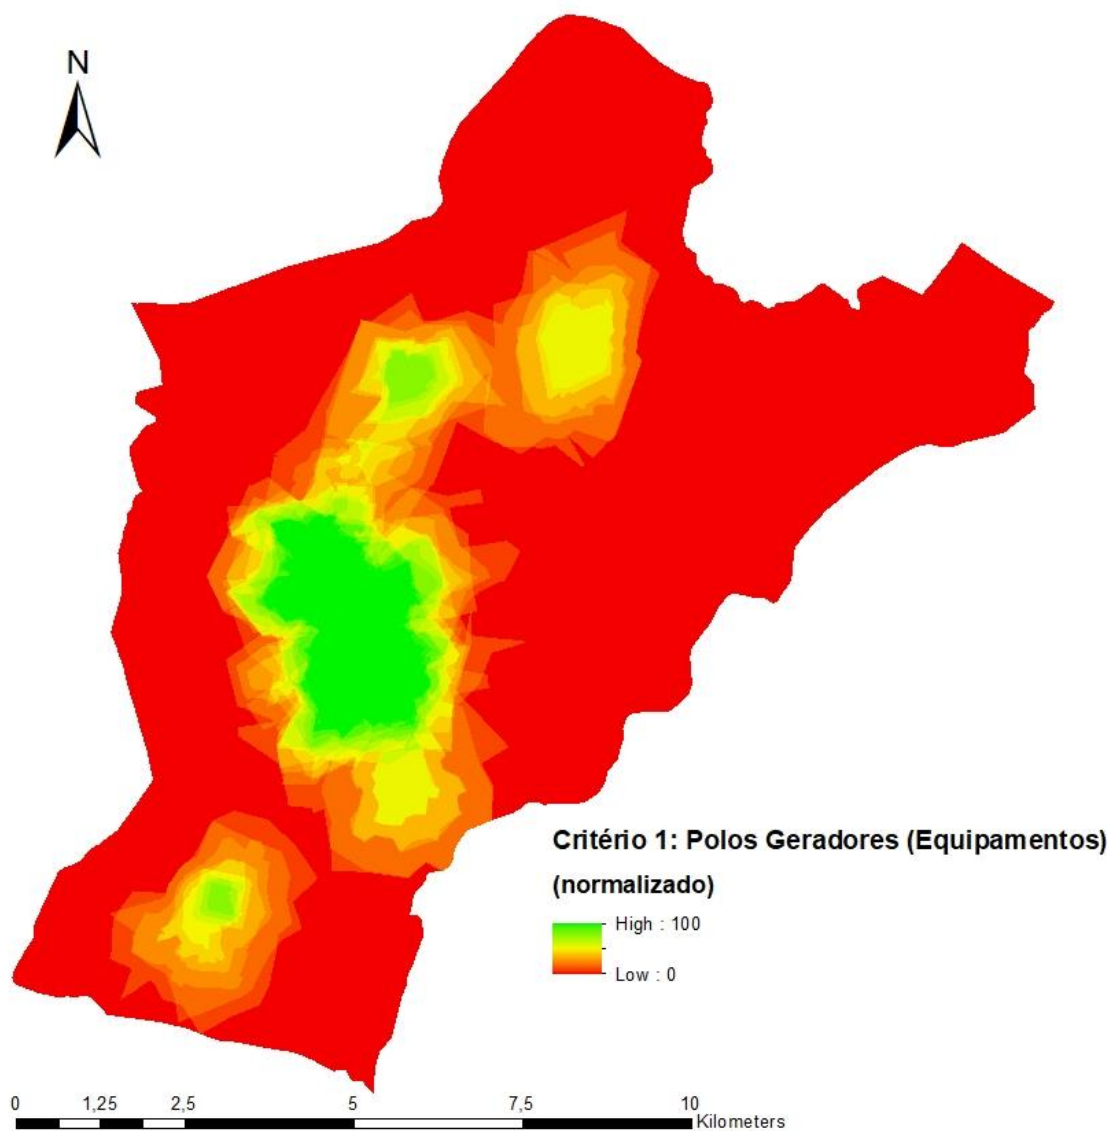 N
Critério 1: Polos Geradores (Equipamentos)
(normalizado)
High : 100
Low : 0
0 1,25 2,5 5 7,5 10
Kilometers